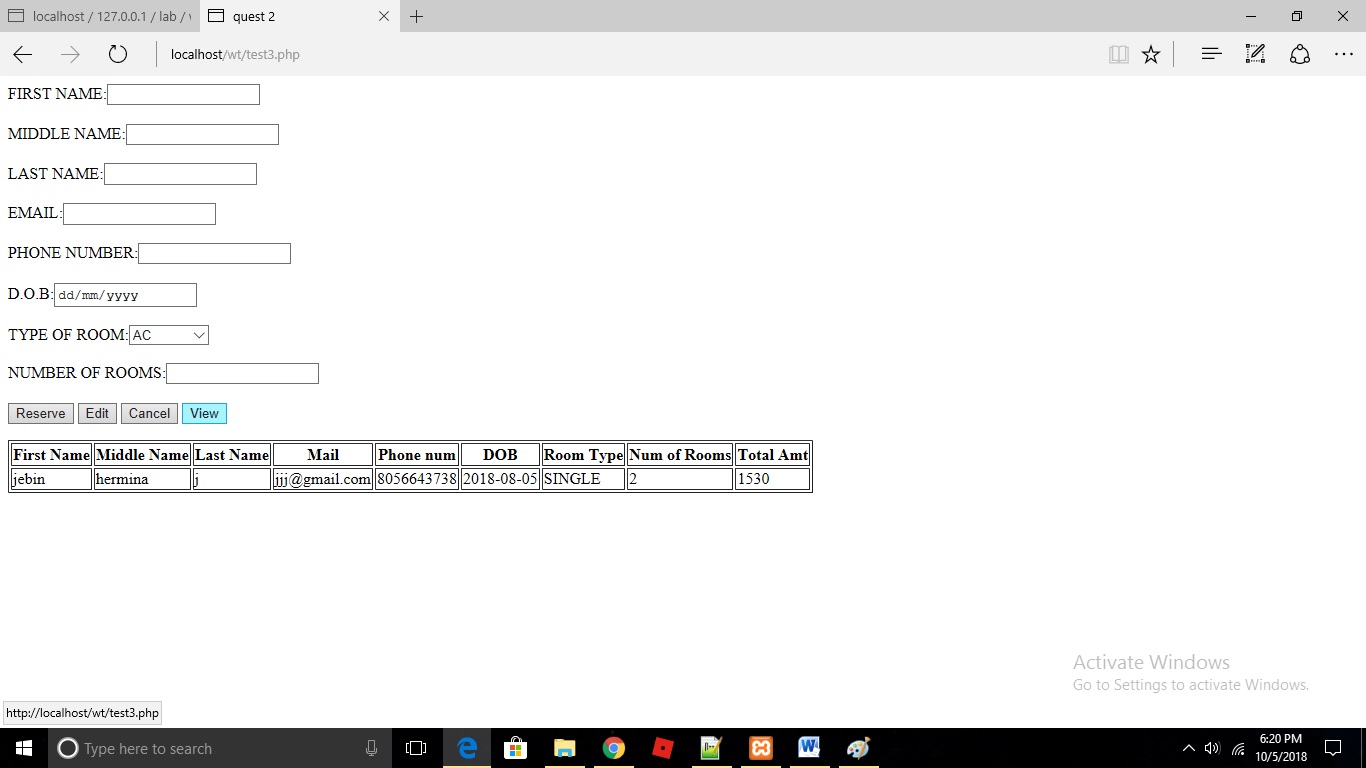 localhost / 127.0.0.1 / lab / quest 2
localhost/wt/test3.php
FIRST NAME:
MIDDLE NAME:
LAST NAME:
EMAIL:
PHONE NUMBER:
D.O.B: dd/mm/yyyy
TYPE OF ROOM: AC
NUMBER OF ROOMS:
Reserve Edit Cancel View
First Name Middle Name Last Name Mail Phone num DOB Room Type Num of Rooms Total Amt
jebin hermina j jjj@gmail.com 8056643738 2018-08-05 SINGLE 2 1530
Activate Windows
Go to Settings to activate Windows.
http://localhost/wt/test3.php
Type here to search
6:20 PM
10/5/2018